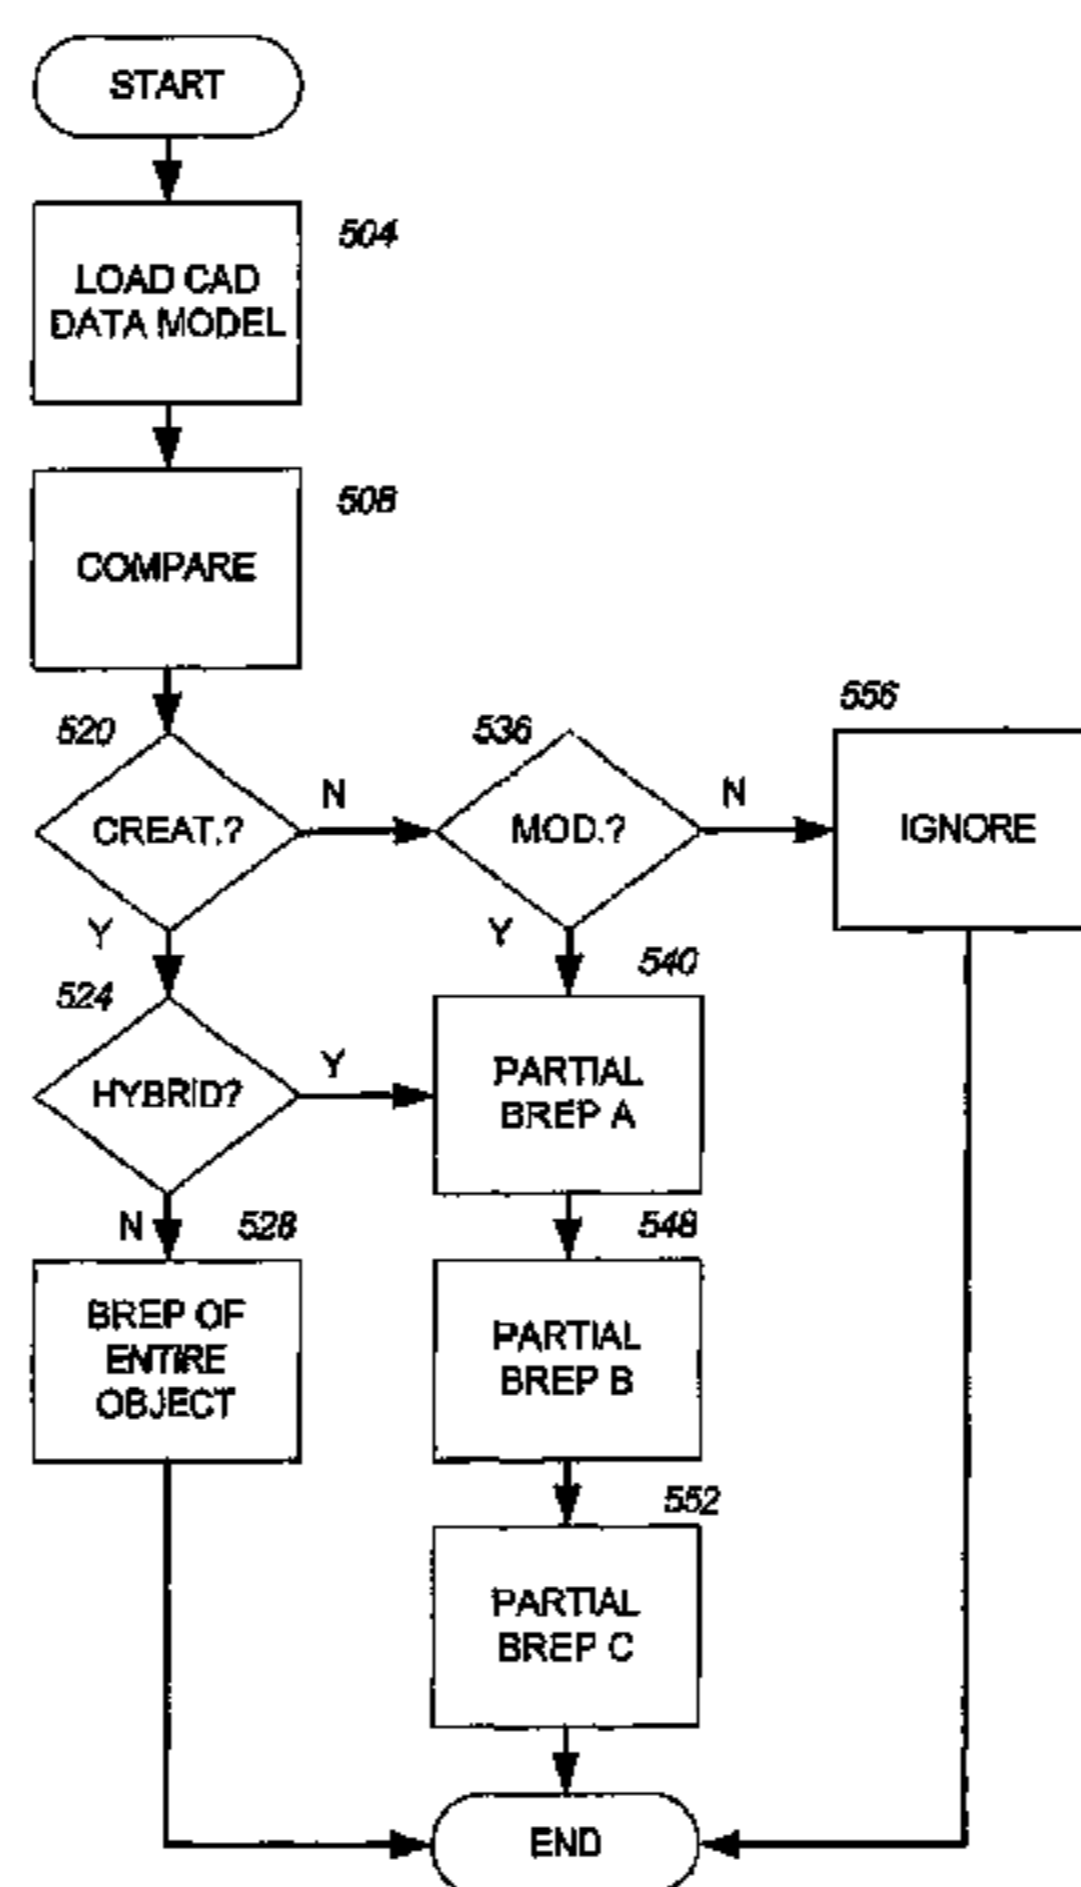 START
504
LOAD CAD
DATA MODEL
508
COMPARE
520
CREAT.?
N
536
MOD.?
N
556
IGNORE
Y
524
HYBRID?
Y
Y
540
PARTIAL
BREP A
N
528
BREP OF
ENTIRE
OBJECT
548
PARTIAL
BREP B
552
PARTIAL
BREP C
END